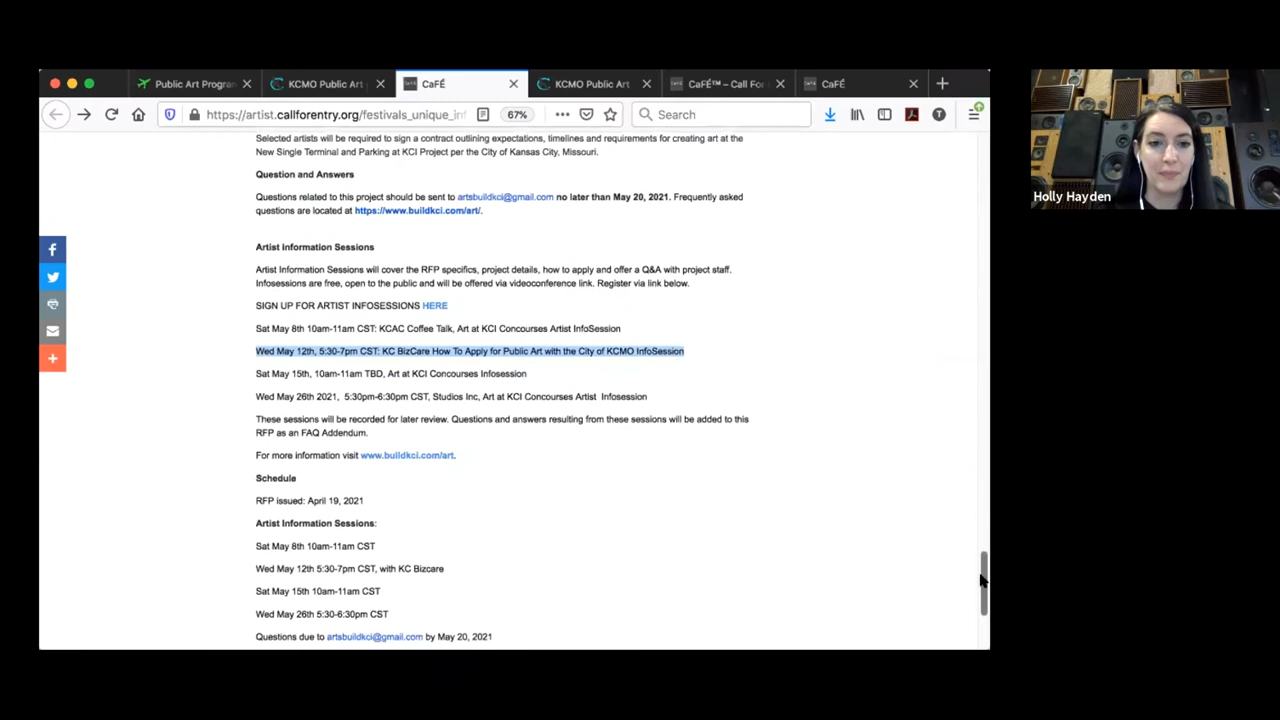 Public Art Progran
KCMO Public Art
CaFÉ
KCMO Public Art
CaFÉ™ – Call For
CaFÉ
https://artist.callforentry.org/festivals_unique_inf
67%
Search
Selected artists will be required to sign a contract outlining expectations, timelines and requirements for creating art at the
New Single Terminal and Parking at KCI Project per the City of Kansas City, Missouri.
Question and Answers
Questions related to this project should be sent to artsbuildkci@gmail.com no later than May 20, 2021. Frequently asked
questions are located at https://www.buildkci.com/art/.
Artist Information Sessions
Artist Information Sessions will cover the RFP specifics, project details, how to apply and offer a Q&A with project staff.
Infosessions are free, open to the public and will be offered via videoconference link. Register via link below.
SIGN UP FOR ARTIST INFOSESSIONS HERE
Sat May 8th 10am-11am CST: KCAC Coffee Talk, Art at KCI Concourses Artist InfoSession
Wed May 12th, 5:30-7pm CST: KC BizCare How To Apply for Public Art with the City of KCMO InfoSession
Sat May 15th, 10am-11am TBD, Art at KCI Concourses Infosession
Wed May 26th 2021, 5:30pm-6:30pm CST, Studios Inc, Art at KCI Concourses Artist Infosession
These sessions will be recorded for later review. Questions and answers resulting from these sessions will be added to this
RFP as an FAQ Addendum.
For more information visit www.buildkci.com/art.
Schedule
RFP issued: April 19, 2021
Artist Information Sessions:
Sat May 8th 10am-11am CST
Wed May 12th 5:30-7pm CST, with KC Bizcare
Sat May 15th 10am-11am CST
Wed May 26th 5:30-6:30pm CST
Questions due to artsbuildkci@gmail.com by May 20, 2021
Holly Hayden